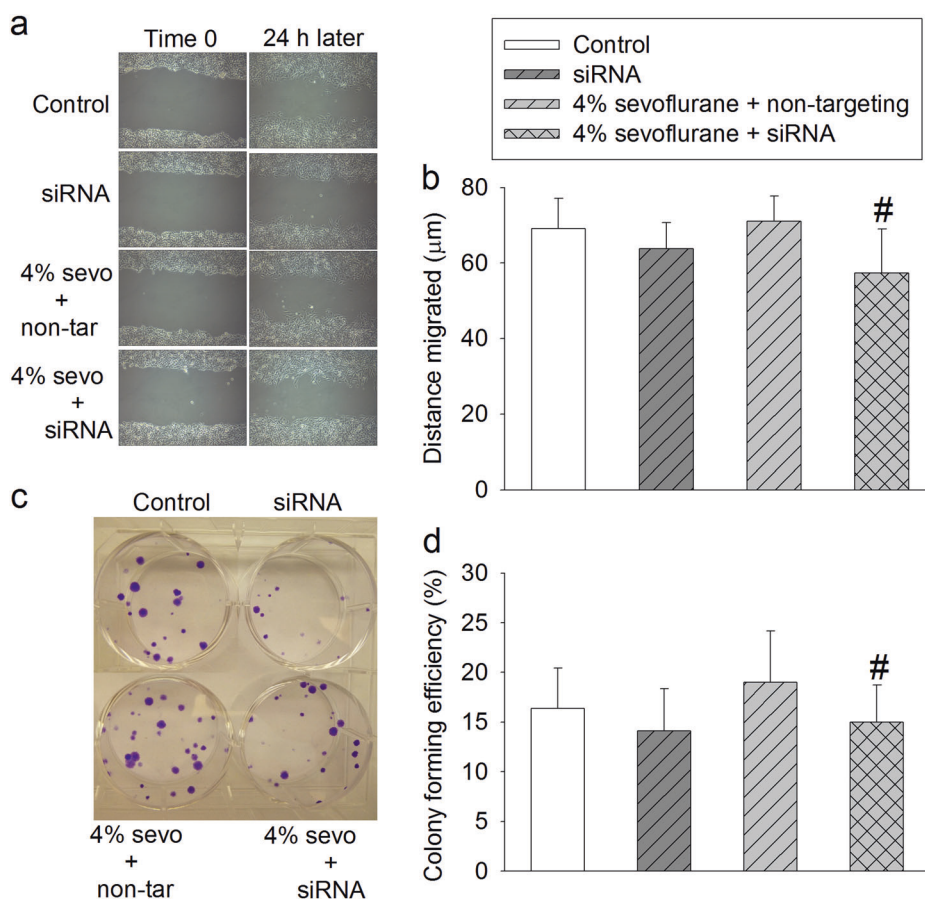 a
Time 0
24 h later
Control
siRNA
4% sevo
+
non-tar
4% sevo
+
siRNA
Control
siRNA
4% sevoflurane + non-targeting
4% sevoflurane + siRNA
b
Distance migrated (μm)
80
60
40
20
0
#
c
Control
siRNA
4% sevo
+
non-tar
4% sevo
+
siRNA
d
Colony forming efficiency (%)
30
25
20
15
10
5
0
#